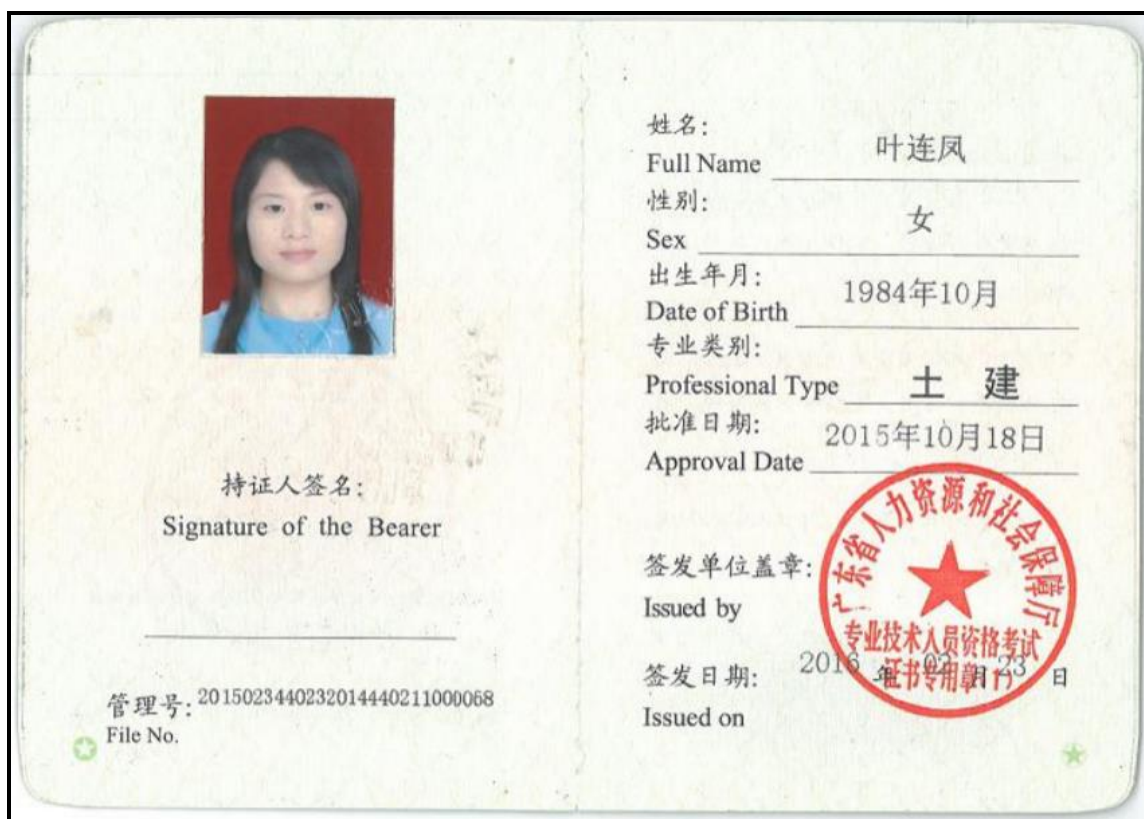 持证人签名:
Signature of the Bearer
管理号: 2015023440232014440211000068
File No.
姓名: 叶连凤
Full Name
性别: 女
Sex
出生年月: 1984年10月
Date of Birth
专业类别:
Professional Type 土 建
批准日期: 2015年10月18日
Approval Date
签发单位盖章:
Issued by
广东省人力资源和社会保障厅
专业技术人员资格考试
证书专用章(1)
签发日期: 2016 年 02 月 23 日
Issued on